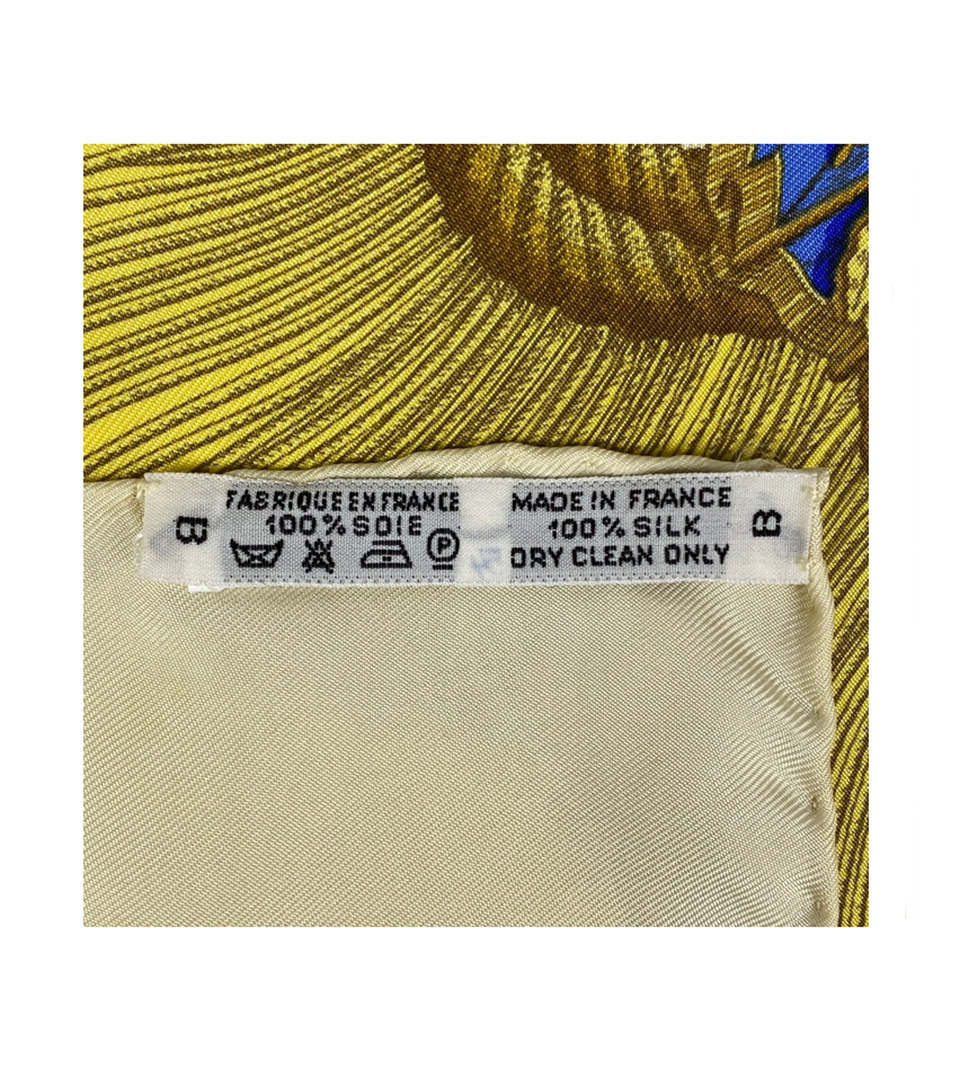 B
FABRIQUE EN FRANCE
100% SOIE
P
MADE IN FRANCE
100% SILK
DRY CLEAN ONLY
B